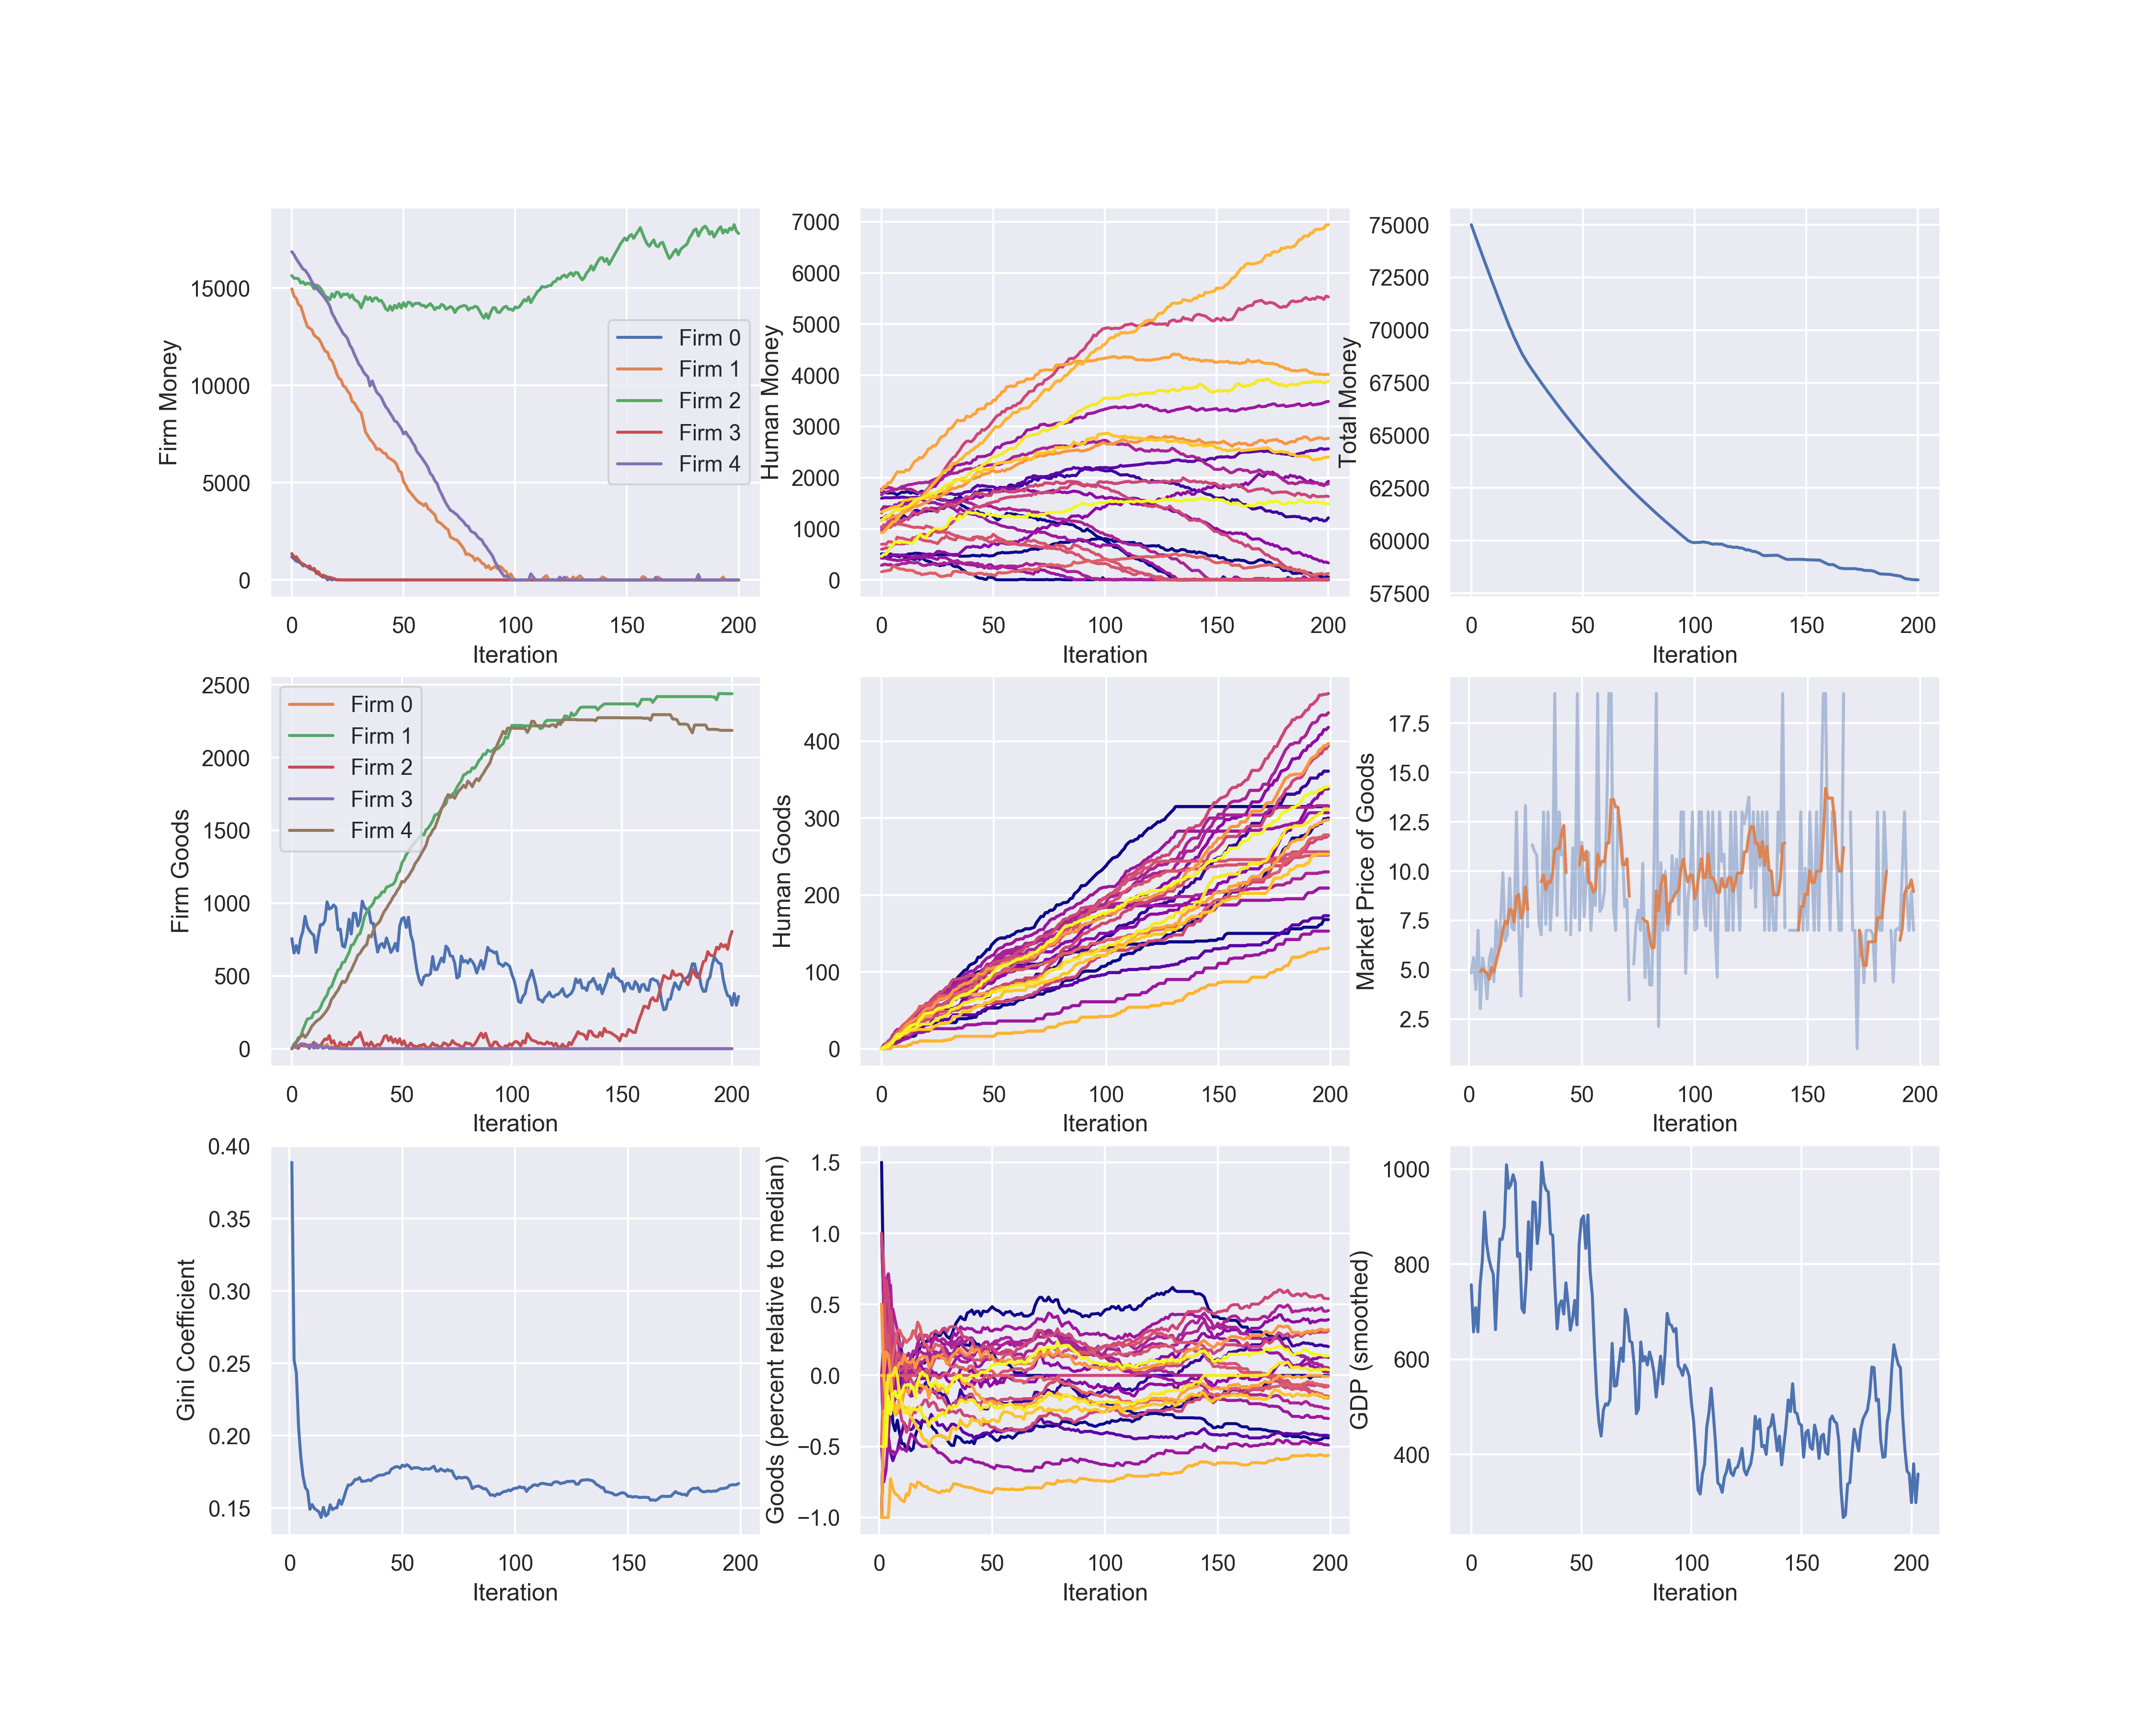 Firm Money
15000
10000
5000
0
Firm 0
Firm 1
Firm 2
Firm 3
Firm 4
0 50 100 150 200
Iteration
Human Money
7000
6000
5000
4000
3000
2000
1000
0
0 50 100 150 200
Iteration
Total Money
75000
72500
70000
67500
65000
62500
60000
57500
0 50 100 150 200
Iteration
Firm Goods
2500
2000
1500
1000
500
0
Firm 0
Firm 1
Firm 2
Firm 3
Firm 4
0 50 100 150 200
Iteration
Human Goods
400
300
200
100
0
0 50 100 150 200
Iteration
Market Price of Goods
17.5
15.0
12.5
10.0
7.5
5.0
2.5
0 50 100 150 200
Iteration
Gini Coefficient
0.40
0.35
0.30
0.25
0.20
0.15
0 50 100 150 200
Iteration
Goods (percent relative to median)
1.5
1.0
0.5
0.0
−0.5
−1.0
0 50 100 150 200
Iteration
GDP (smoothed)
1000
800
600
400
0 50 100 150 200
Iteration